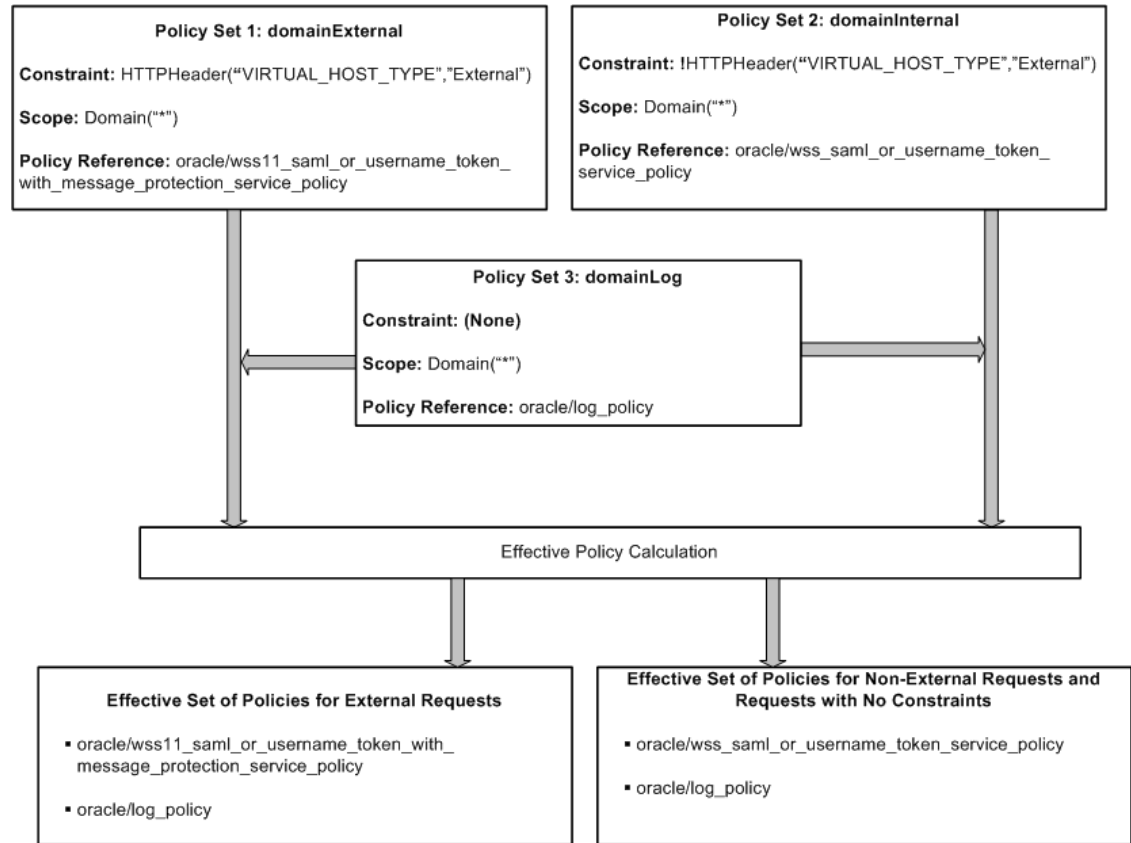 Policy Set 1: domainExternal
Constraint: HTTPHeader(“VIRTUAL_HOST_TYPE”,”External”)
Scope: Domain(“*”)
Policy Reference: oracle/wss11_saml_or_username_token_
with_message_protection_service_policy
Policy Set 2: domainInternal
Constraint: !HTTPHeader(“VIRTUAL_HOST_TYPE”,”External”)
Scope: Domain(“*”)
Policy Reference: oracle/wss_saml_or_username_token_
service_policy
Policy Set 3: domainLog
Constraint: (None)
Scope: Domain(“*”)
Policy Reference: oracle/log_policy
Effective Policy Calculation
Effective Set of Policies for External Requests
▪ oracle/wss11_saml_or_username_token_with_
message_protection_service_policy
▪ oracle/log_policy
Effective Set of Policies for Non-External Requests and
Requests with No Constraints
▪ oracle/wss_saml_or_username_token_service_policy
▪ oracle/log_policy